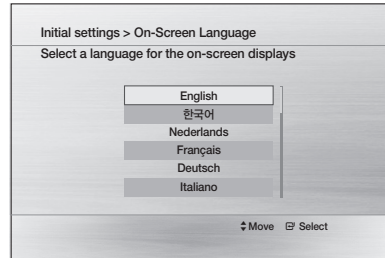 Initial settings > On-Screen Language
Select a language for the on-screen displays
English
한국어
Nederlands
Français
Deutsch
Italiano
Move Select